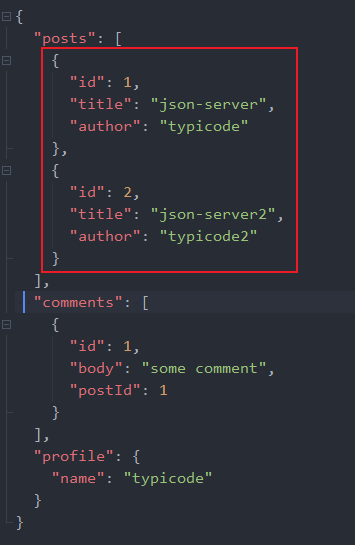 {
  "posts": [
    {
      "id": 1,
      "title": "json-server",
      "author": "typicode"
    },
    {
      "id": 2,
      "title": "json-server2",
      "author": "typicode2"
    }
  ],
  "comments": [
    {
      "id": 1,
      "body": "some comment",
      "postId": 1
    }
  ],
  "profile": {
    "name": "typicode"
  }
}